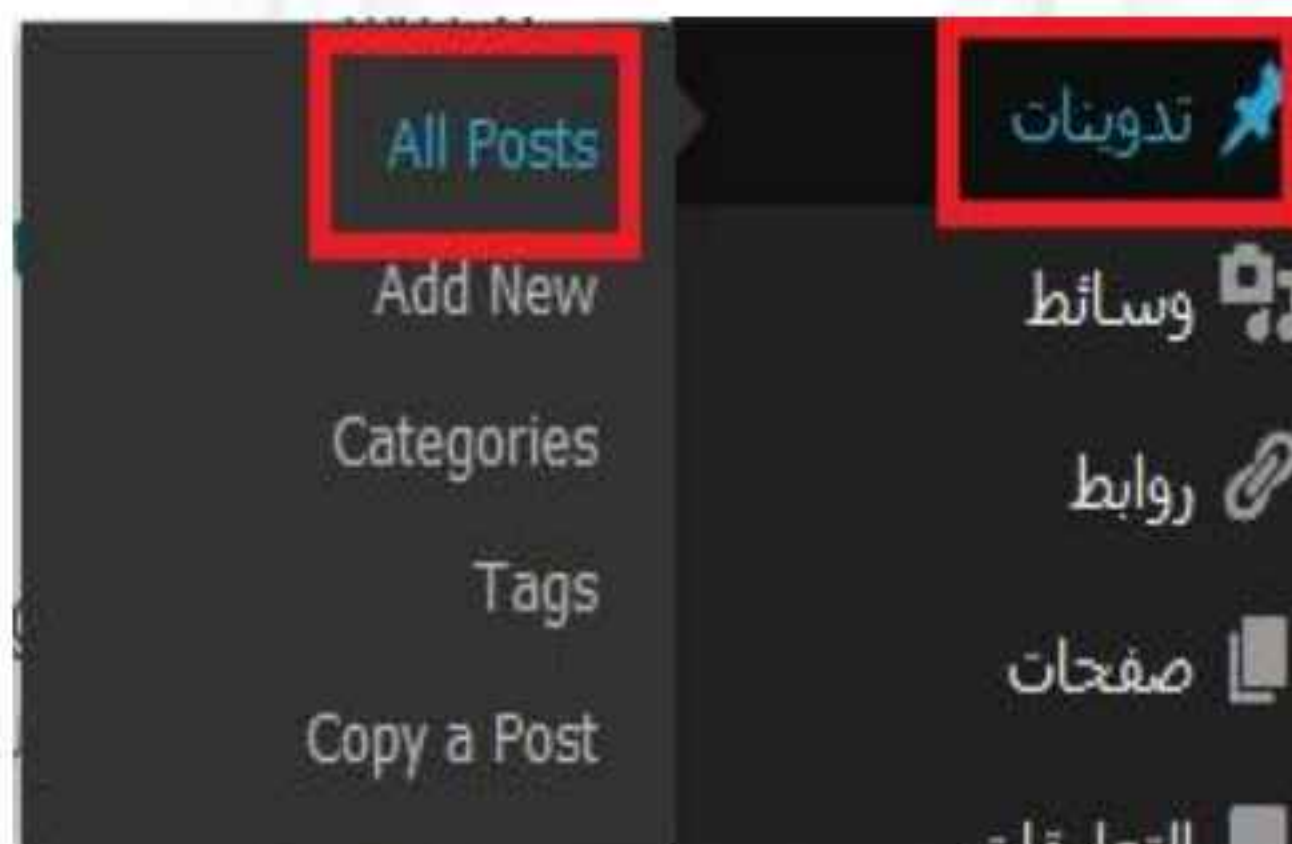 تدوينات
وسائط
روابط
صفحات
All Posts
Add New
Categories
Tags
Copy a Post